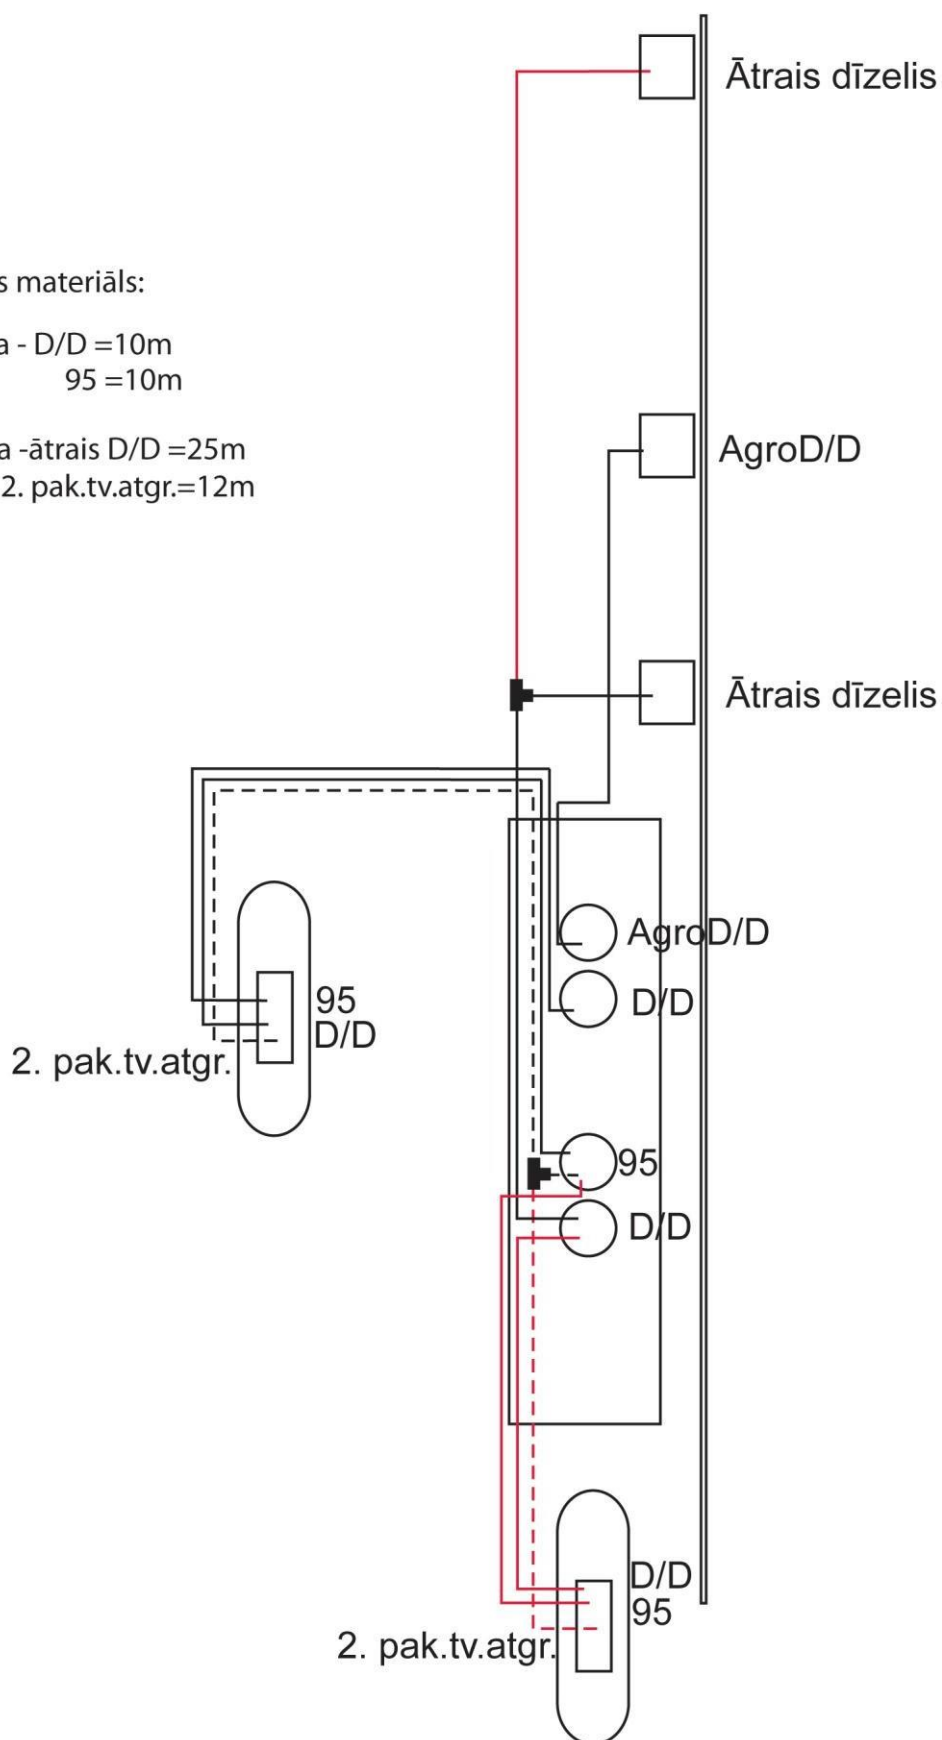 Ātrais dīzelis
s materiāls:
a - D/D =10m
95 =10m
a -ātrais D/D =25m
2. pak.tv.atgr.=12m
AgroD/D
Ātrais dīzelis
AgroD/D
D/D
95
D/D
2. pak.tv.atgr.
95
D/D
D/D
95
2. pak.tv.atgr.